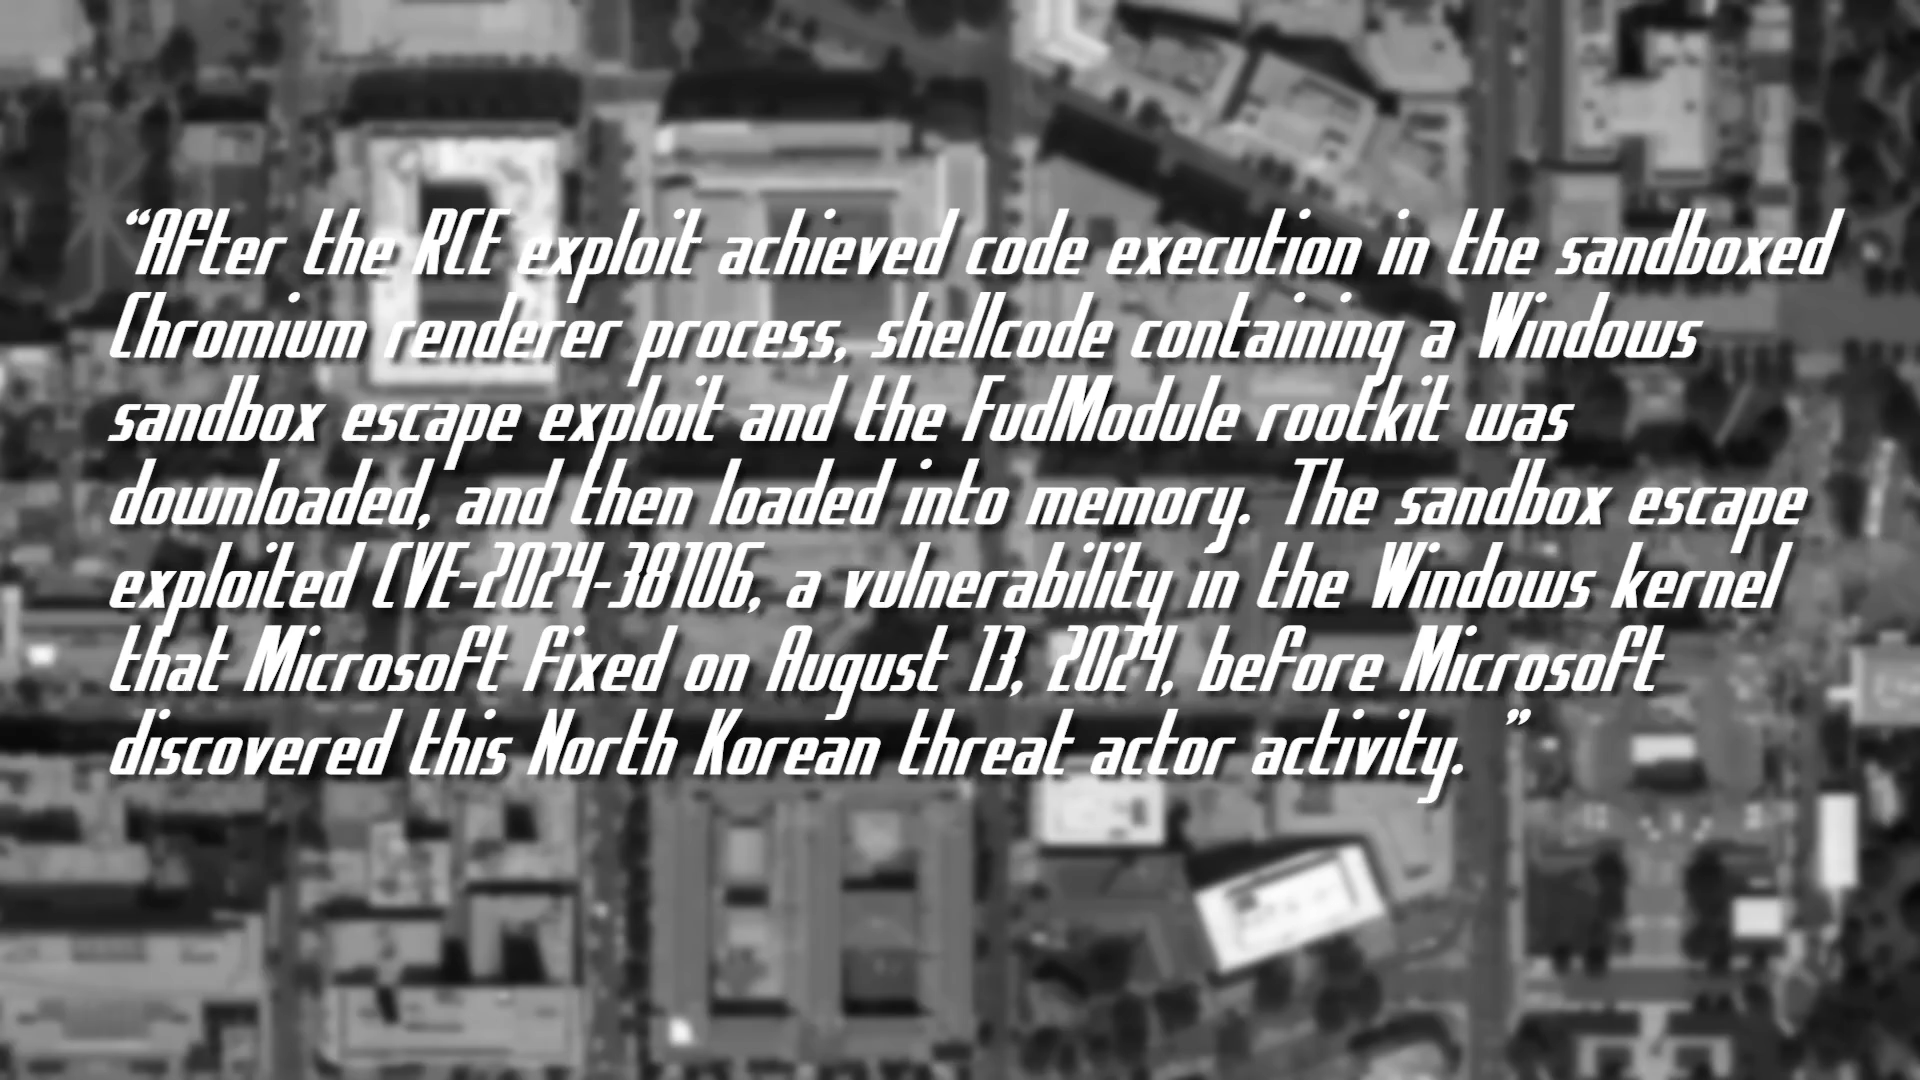 “After the RCE exploit achieved code execution in the sandboxed
Chromium renderer process, shellcode containing a Windows
sandbox escape exploit and the FudModule rootkit was
downloaded, and then loaded into memory. The sandbox escape
exploited CVE-2024-38106, a vulnerability in the Windows kernel
that Microsoft fixed on August 13, 2024, before Microsoft
discovered this North Korean threat actor activity. ”